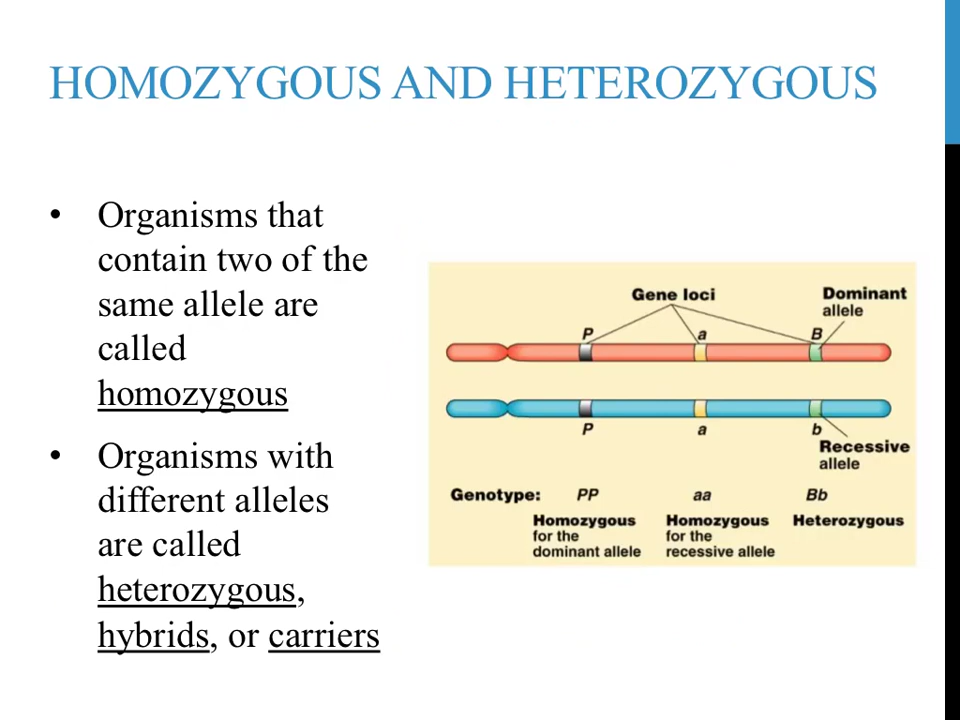 HOMOZYGOUS AND HETEROZYGOUS
• Organisms that
contain two of the
same allele are
called
homozygous
• Organisms with
different alleles
are called
heterozygous,
hybrids, or carriers
Gene loci
Dominant
allele
P a B
P a b
Recessive
allele
Genotype: PP aa Bb
Homozygous
for the
dominant allele
Homozygous
for the
recessive allele
Heterozygous